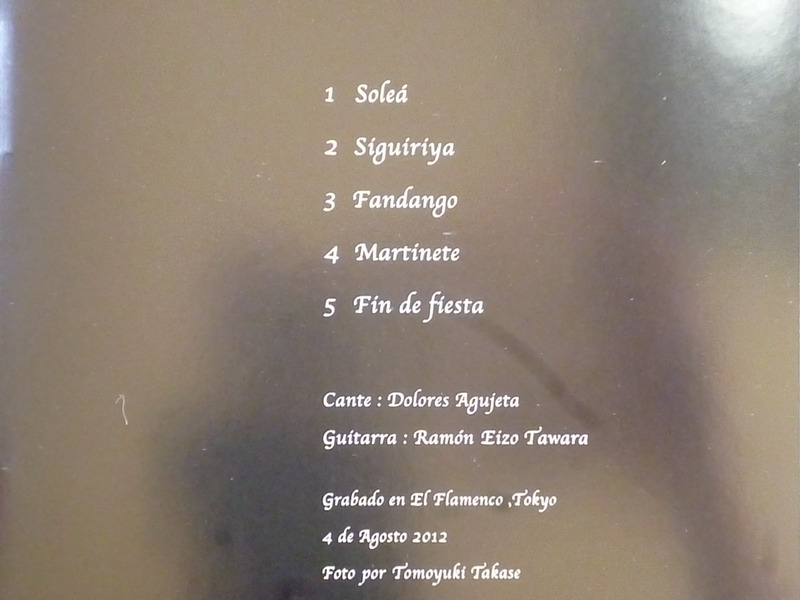 1 Soleá
2 Siguiriya
3 Fandango
4 Martinete
5 Fin de fiesta
Cante : Dolores Agujeta
Guitarra : Ramón Eizo Tawara
Grabado en El Flamenco ,Tokyo
4 de Agosto 2012
Foto por Tomoyuki Takase